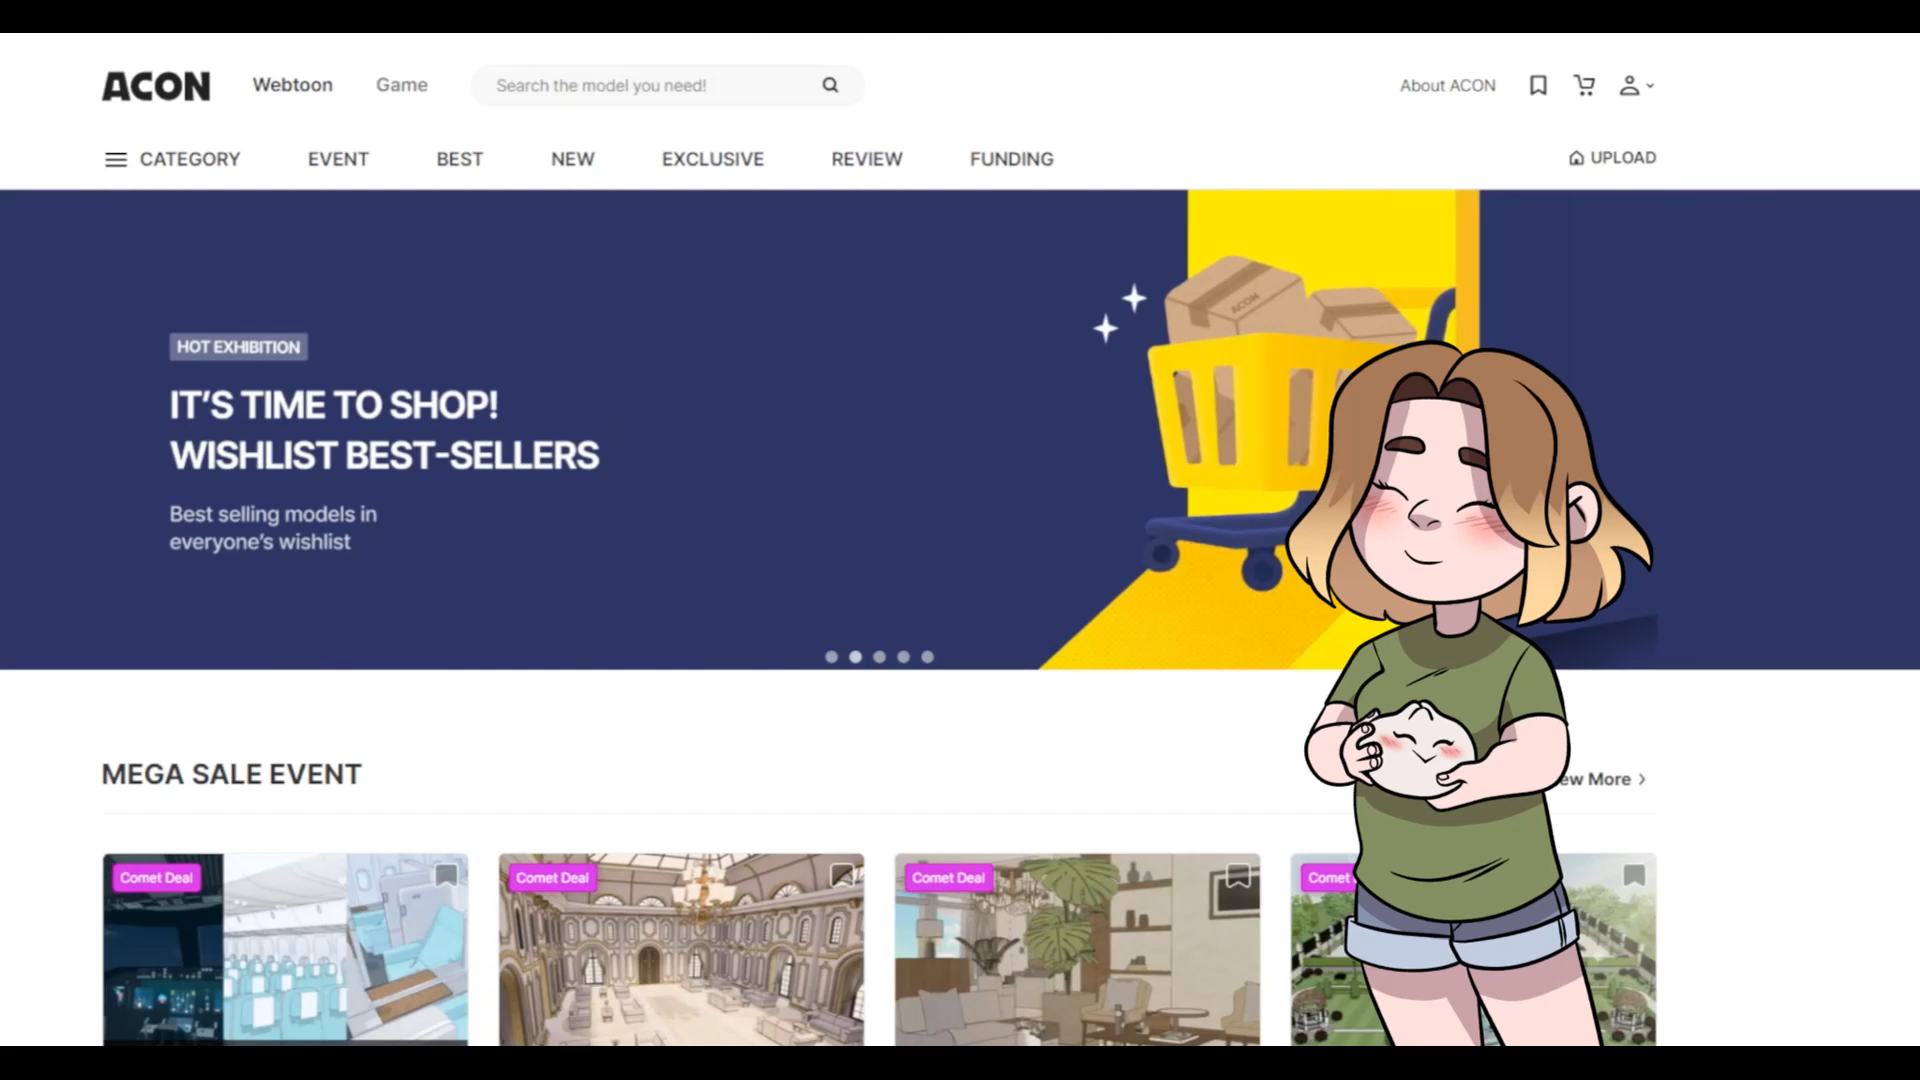 ACON
Webtoon
Game
Search the model you need!
About ACON
CATEGORY
EVENT
BEST
NEW
EXCLUSIVE
REVIEW
FUNDING
UPLOAD
ACON
HOT EXHIBITION
IT'S TIME TO SHOP!
WISHLIST BEST-SELLERS
Best selling models in
everyone's wishlist
MEGA SALE EVENT
ew More
Comet Deal
Comet Deal
Comet Deal
Comet